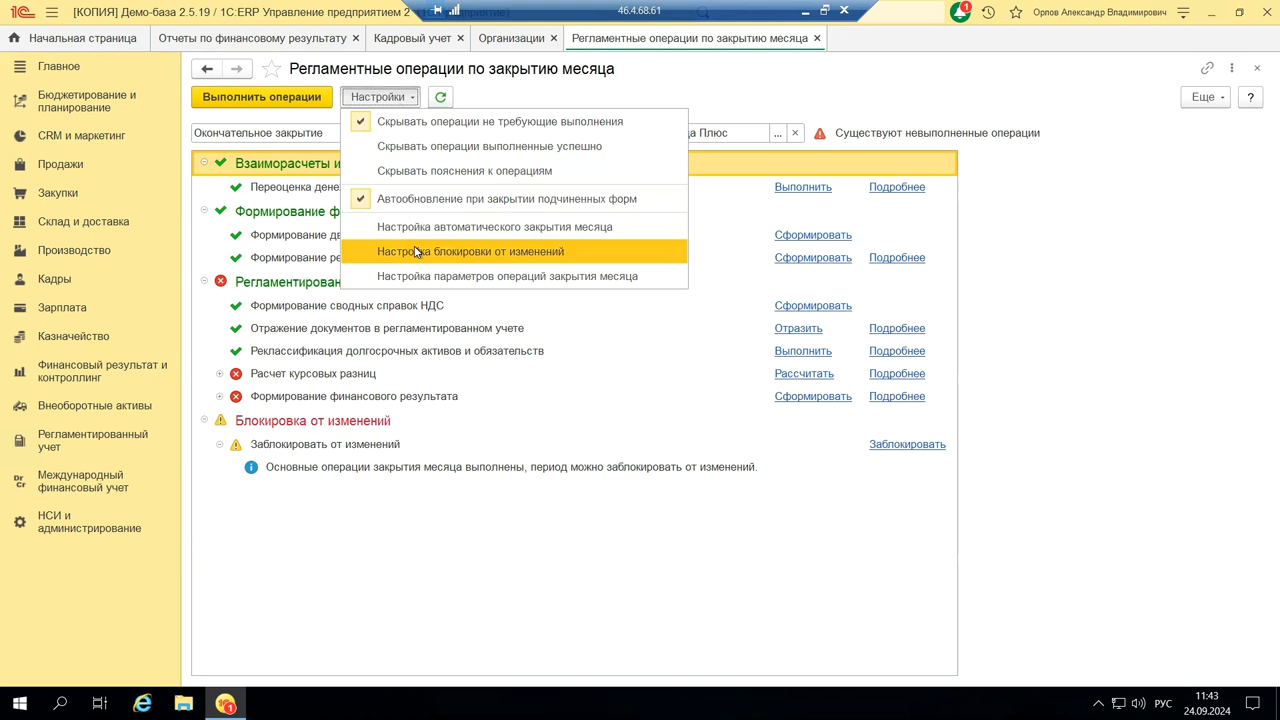 [КОПИЯ] Демо-база 2.5.19 / 1С:ERP Управление предприятием 2
46.4.68.61
Орлов Александр Владимирович
Начальная страница
Отчеты по финансовому результату ×
Кадровый учет ×
Организации ×
Регламентные операции по закрытию месяца ×
Главное
Бюджетирование и
планирование
CRM и маркетинг
Продажи
Закупки
Склад и доставка
Производство
Кадры
Зарплата
Казначейство
Финансовый результат и
контроллинг
Внеоборотные активы
Регламентированный
учет
Международный
финансовый учет
НСИ и
администрирование
Регламентные операции по закрытию месяца
Выполнить операции
Настройки
Еще
?
Окончательное закрытие
Плюс
...
×
Существуют невыполненные операции
Скрывать операции не требующие выполнения
Скрывать операции выполненные успешно
Скрывать пояснения к операциям
Автообновление при закрытии подчиненных форм
Настройка автоматического закрытия месяца
Настройка блокировки от изменений
Настройка параметров операций закрытия месяца
Взаиморасчеты и
Переоценка
Выполнить
Подробнее
Формирование
Формирование
Сформировать
Формирование
Сформировать
Подробнее
Формирование сводных справок НДС
Сформировать
Отражение документов в регламентированном учете
Отразить
Подробнее
Реклассификация долгосрочных активов и обязательств
Выполнить
Подробнее
Расчет курсовых разниц
Рассчитать
Подробнее
Формирование финансового результата
Сформировать
Подробнее
Блокировка от изменений
Заблокировать от изменений
Заблокировать
Основные операции закрытия месяца выполнены, период можно заблокировать от изменений.
РУС
11:43
24.09.2024